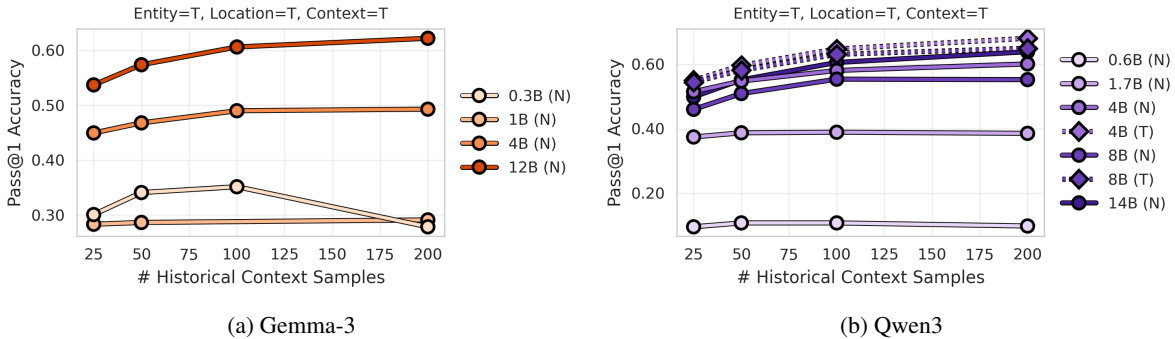 Entity=T, Location=T, Context=T
Pass@1 Accuracy
0.60
0.50
0.40
0.30
25 50 75 100 125 150 175 200
# Historical Context Samples
0.3B (N)
1B (N)
4B (N)
12B (N)
(a) Gemma-3
Entity=T, Location=T, Context=T
Pass@1 Accuracy
0.60
0.40
0.20
25 50 75 100 125 150 175 200
# Historical Context Samples
0.6B (N)
1.7B (N)
4B (N)
4B (T)
8B (N)
8B (T)
14B (N)
(b) Qwen3